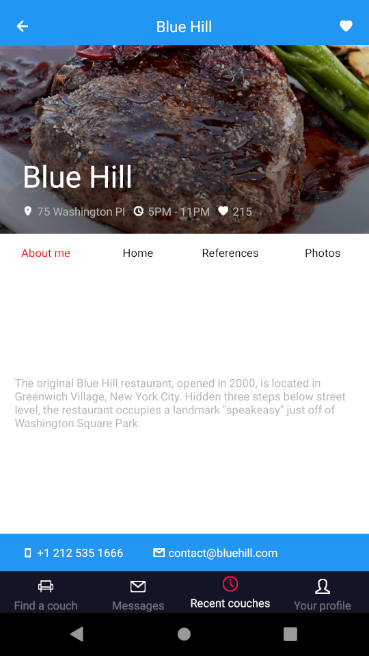 Blue Hill
Blue Hill
75 Washington Pl 5PM - 11PM 215
About me Home References Photos
The original Blue Hill restaurant, opened in 2000, is located in
Greenwich Village, New York City. Hidden three steps below street
level, the restaurant occupies a landmark "speakeasy" just off of
Washington Square Park.
+1 212 535 1666 contact@bluehill.com
Find a couch Messages Recent couches Your profile